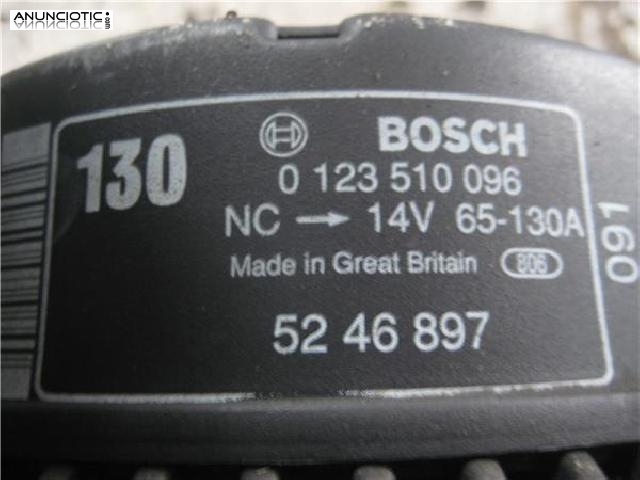 ANUNCIOTIC
.com
130
BOSCH
0 123 510 096
NC → 14V 65-130A
Made in Great Britain 806
52 46 897
091